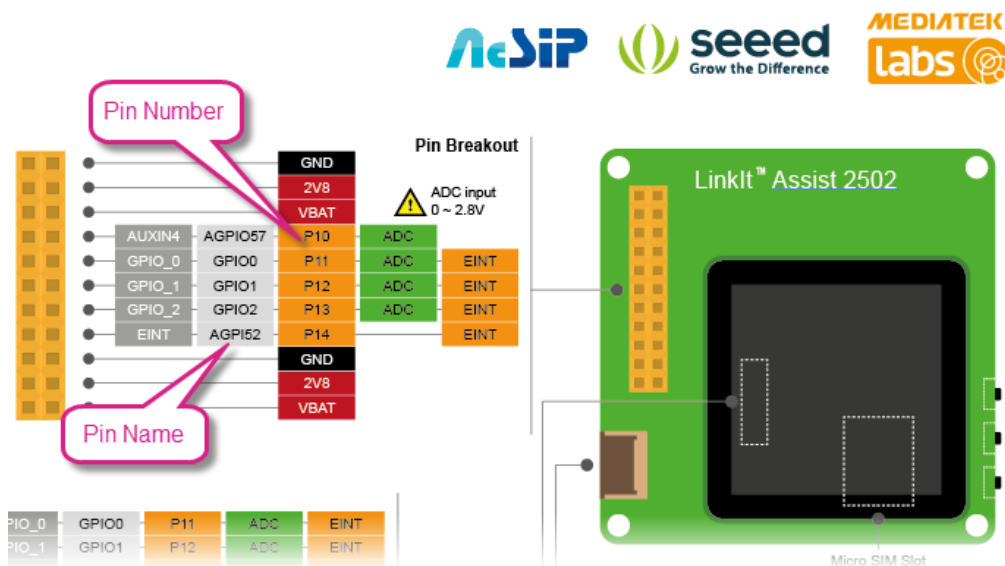 AcSiP
seeed
Grow the Difference
MEDIATEK
labs
Pin Number
Pin Breakout
GND
2V8
VBAT
ADC input
0 ~ 2.8V
AUXIN4 AGPIO57 P10 ADC
GPIO_0 GPIO0 P11 ADC EINT
GPIO_1 GPIO1 P12 ADC EINT
GPIO_2 GPIO2 P13 ADC EINT
EINT AGPI52 P14 EINT
GND
2V8
VBAT
Pin Name
LinkIt™ Assist 2502
PIO_0 GPIO0 P11 ADC EINT
PIO_1 GPIO1 P12 ADC EINT
Micro SIM Slot